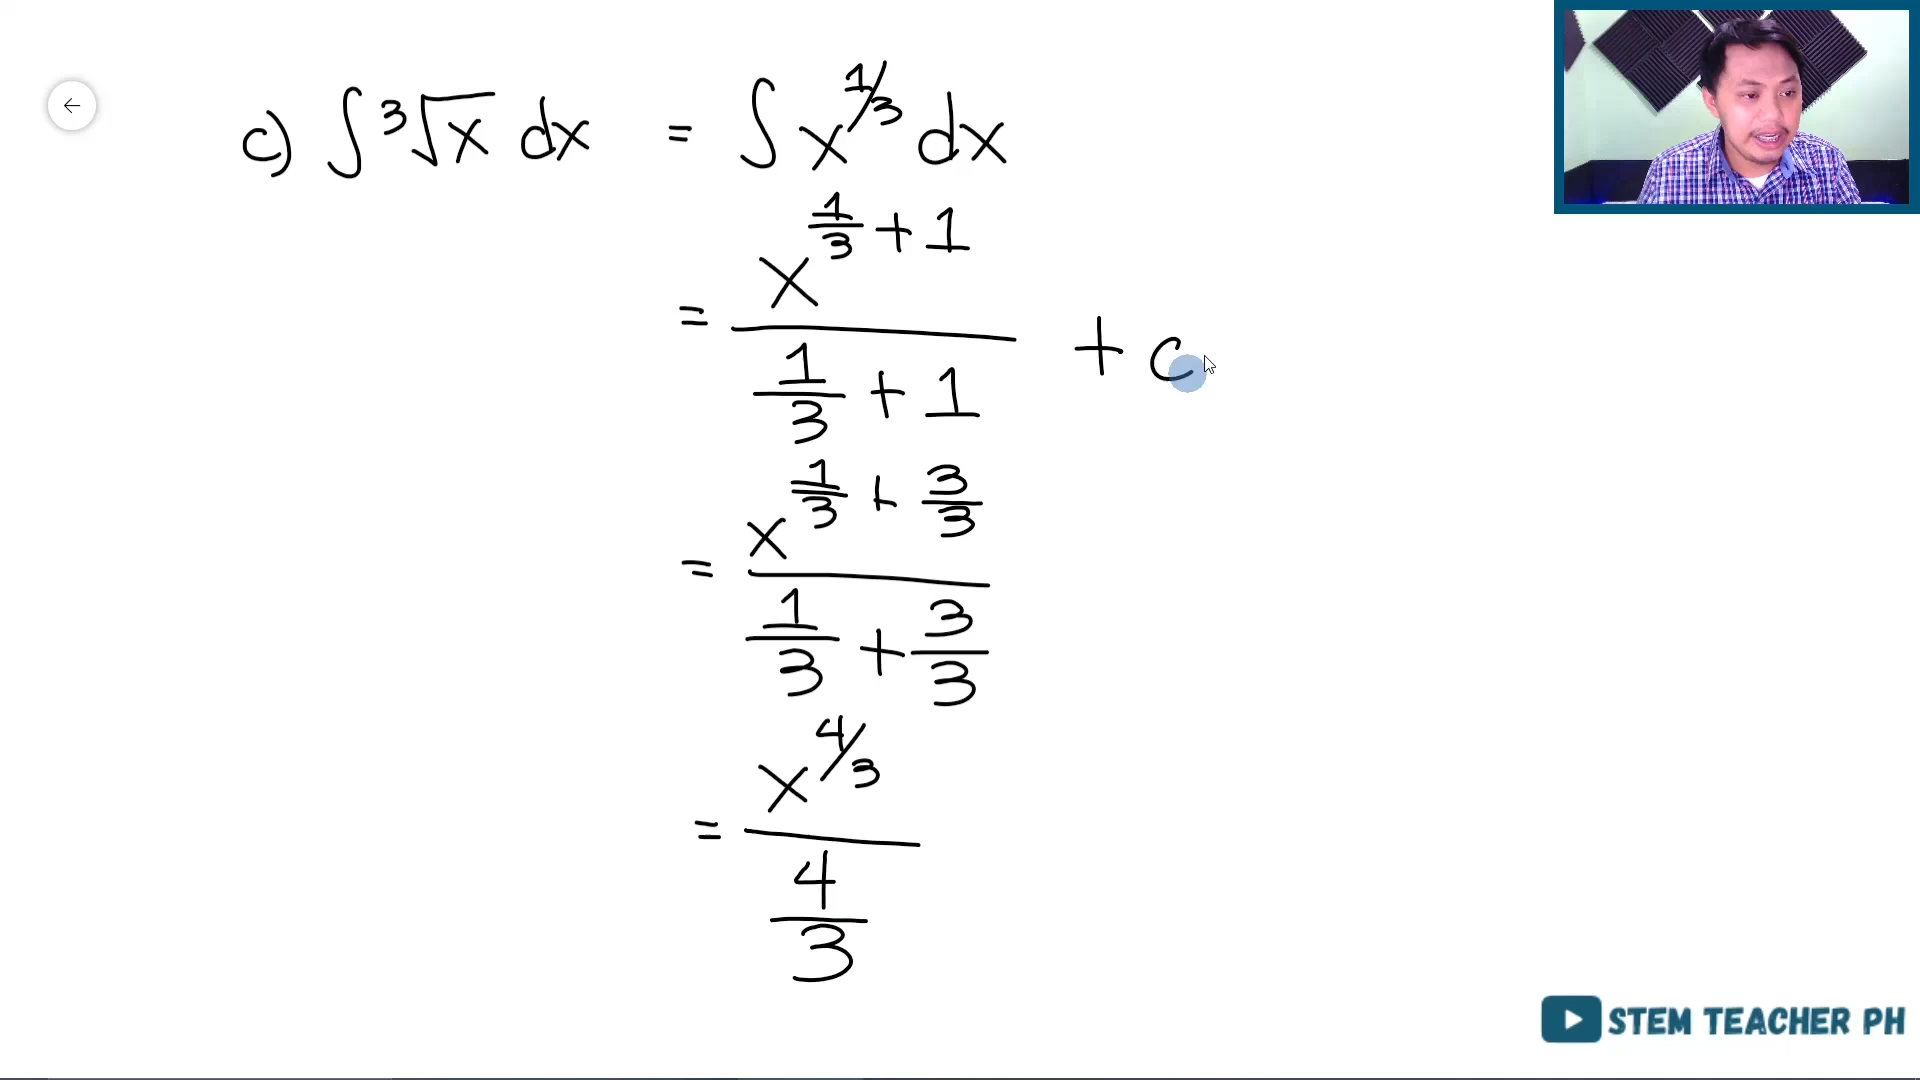 c) ∫ ³√x dx = ∫ x^(1/3) dx
= x^(1/3 + 1) / (1/3 + 1) + c
= x^(1/3 + 3/3) / (1/3 + 3/3)
= x^(4/3) / (4/3)
STEM TEACHER PH